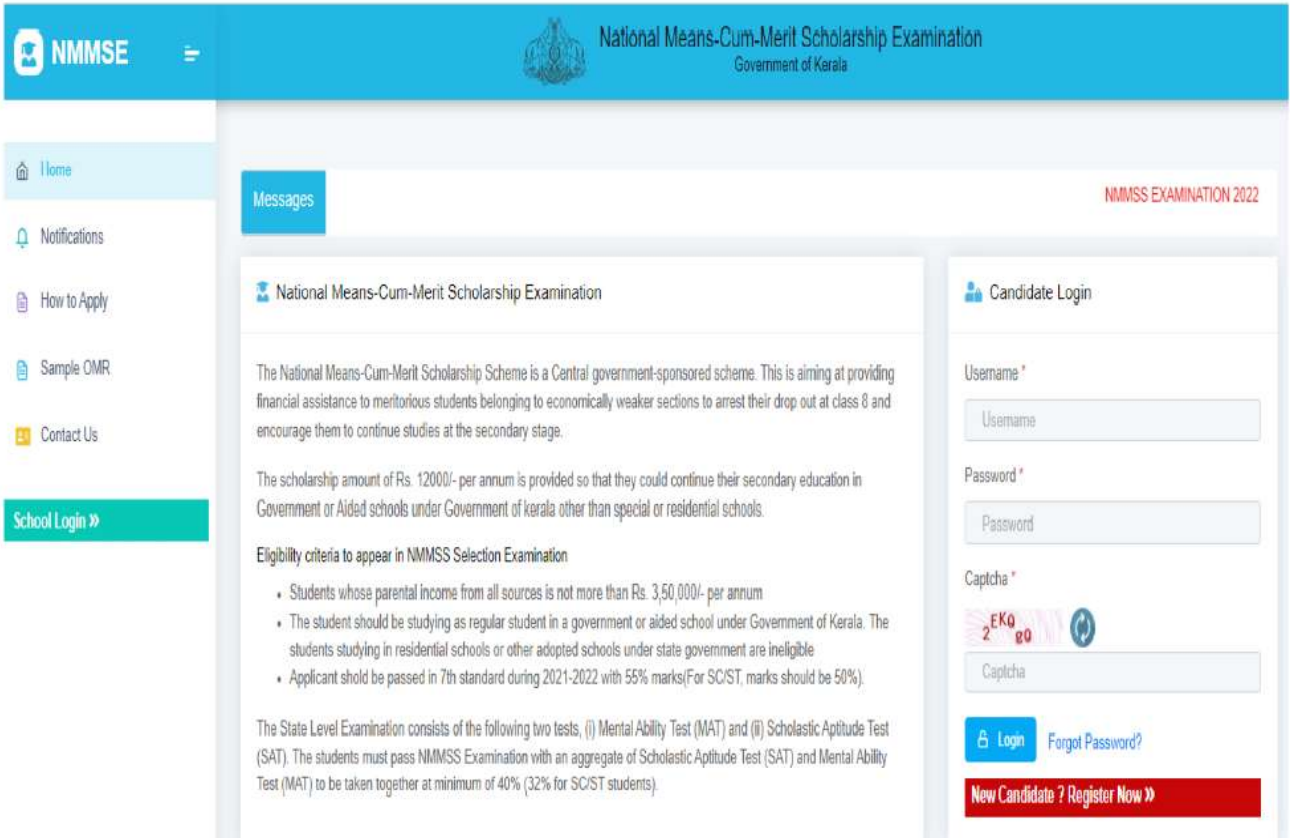 NMMSE
National Means-Cum-Merit Scholarship Examination
Government of Kerala
Home
Notifications
How to Apply
Sample OMR
Contact Us
School Login »
Messages
NMMSS EXAMINATION 2022
National Means-Cum-Merit Scholarship Examination
The National Means-Cum-Merit Scholarship Scheme is a Central government-sponsored scheme. This is aiming at providing
financial assistance to meritorious students belonging to economically weaker sections to arrest their drop out at class 8 and
encourage them to continue studies at the secondary stage.
The scholarship amount of Rs. 12000/- per annum is provided so that they could continue their secondary education in
Government or Aided schools under Government of kerala other than special or residential schools.
Eligibility criteria to appear in NMMSS Selection Examination
• Students whose parental income from all sources is not more than Rs. 3,50,000/- per annum
• The student should be studying as regular student in a government or aided school under Government of Kerala. The
students studying in residential schools or other adopted schools under state government are ineligible
• Applicant shold be passed in 7th standard during 2021-2022 with 55% marks(For SC/ST, marks should be 50%).
The State Level Examination consists of the following two tests, (i) Mental Ability Test (MAT) and (ii) Scholastic Aptitude Test
(SAT). The students must pass NMMSS Examination with an aggregate of Scholastic Aptitude Test (SAT) and Mental Ability
Test (MAT) to be taken together at minimum of 40% (32% for SC/ST students).
Candidate Login
Username *
Username
Password *
Password
Captcha *
2EKQgQ
Captcha
Login Forgot Password?
New Candidate ? Register Now »